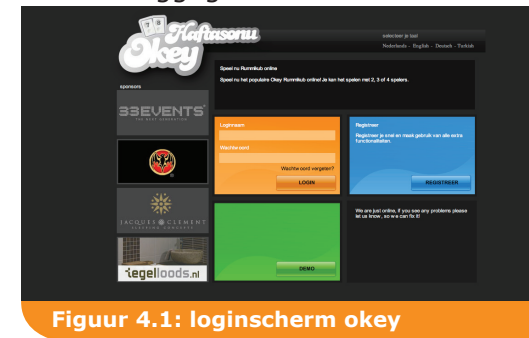 Haftasonu
Okey
selecteer je taal
Nederlands - English - Deutsch - Turkish
sponsors
Speel nu Rummikub online
Speel nu het populaire Okey Rummikub online! Je kan het spelen met 2, 3 of 4 spelers.
33EVENTS
THE NEXT GENERATION
Loginnaam
Wachtwoord
Wachtwoord vergeten?
LOGIN
Registreer
Registreer je snel en maak gebruik van alle extra
functionaliteiten.
REGISTREER
JACQUES CLEMENT
SLEEPING CONCEPTS
tegelloods.nl
DEMO
We are just online, if you see any problems please
let us know, so we can fix it!
Figuur 4.1: loginscherm okey